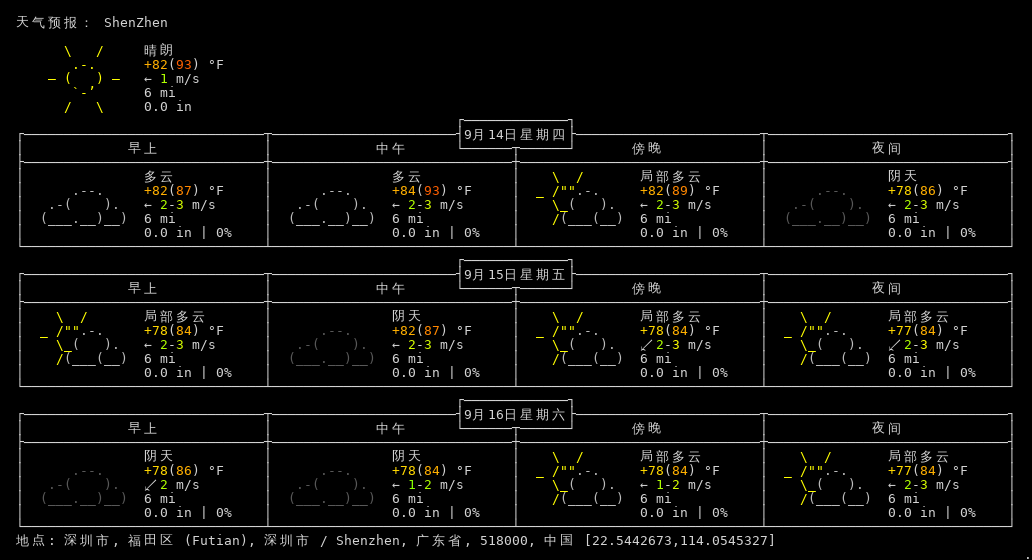 天气预报： ShenZhen
晴朗
+82(93) °F
← 1 m/s
6 mi
0.0 in
9月14日星期四
早上 中午 傍晚 夜间
多云 多云 局部多云 阴天
+82(87) °F +84(93) °F +82(89) °F +78(86) °F
← 2-3 m/s ← 2-3 m/s ← 2-3 m/s ← 2-3 m/s
6 mi 6 mi 6 mi 6 mi
0.0 in | 0% 0.0 in | 0% 0.0 in | 0% 0.0 in | 0%
9月15日星期五
早上 中午 傍晚 夜间
局部多云 阴天 局部多云 局部多云
+78(84) °F +82(87) °F +78(84) °F +77(84) °F
← 2-3 m/s ← 2-3 m/s ↙ 2-3 m/s ↙ 2-3 m/s
6 mi 6 mi 6 mi 6 mi
0.0 in | 0% 0.0 in | 0% 0.0 in | 0% 0.0 in | 0%
9月16日星期六
早上 中午 傍晚 夜间
阴天 阴天 局部多云 局部多云
+78(86) °F +78(84) °F +78(84) °F +77(84) °F
↙ 2 m/s ← 1-2 m/s ← 1-2 m/s ← 2-3 m/s
6 mi 6 mi 6 mi 6 mi
0.0 in | 0% 0.0 in | 0% 0.0 in | 0% 0.0 in | 0%
地点: 深圳市, 福田区 (Futian), 深圳市 / Shenzhen, 广东省, 518000, 中国 [22.5442673,114.0545327]